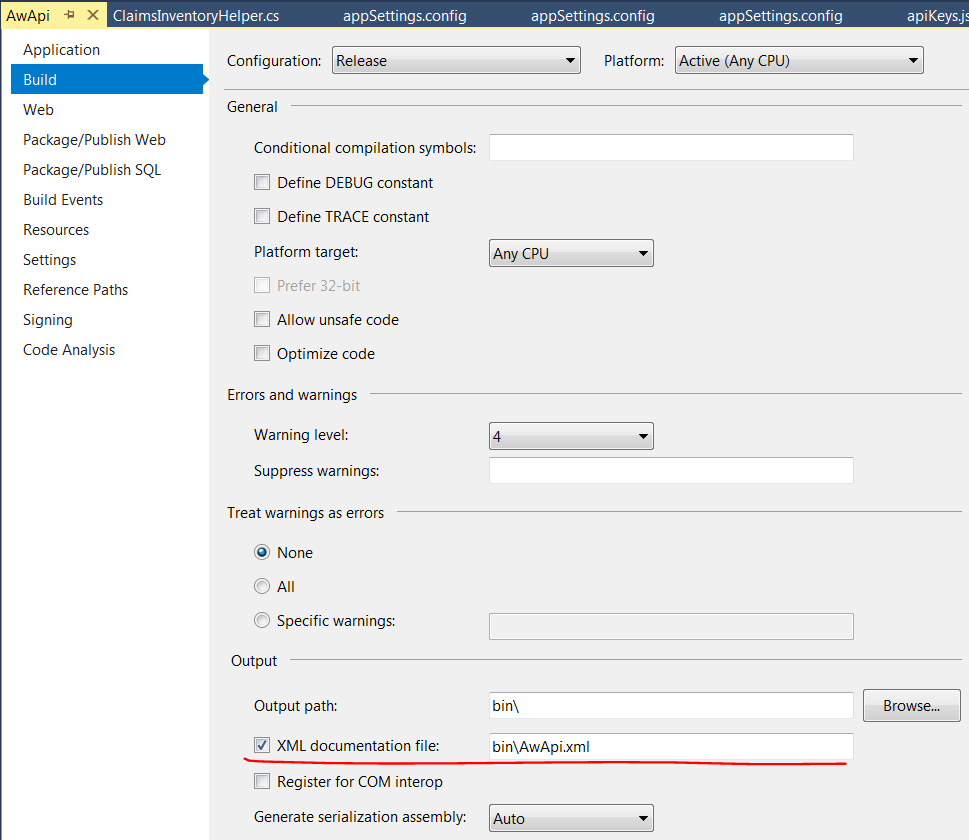 AwApi ClaimsInventoryHelper.cs appSettings.config appSettings.config appSettings.config apiKeys.js
Application
Build
Web
Package/Publish Web
Package/Publish SQL
Build Events
Resources
Settings
Reference Paths
Signing
Code Analysis
Configuration: Release Platform: Active (Any CPU)
General
Conditional compilation symbols:
Define DEBUG constant
Define TRACE constant
Platform target: Any CPU
Prefer 32-bit
Allow unsafe code
Optimize code
Errors and warnings
Warning level: 4
Suppress warnings:
Treat warnings as errors
None
All
Specific warnings:
Output
Output path: bin\ Browse...
XML documentation file: bin\AwApi.xml
Register for COM interop
Generate serialization assembly: Auto